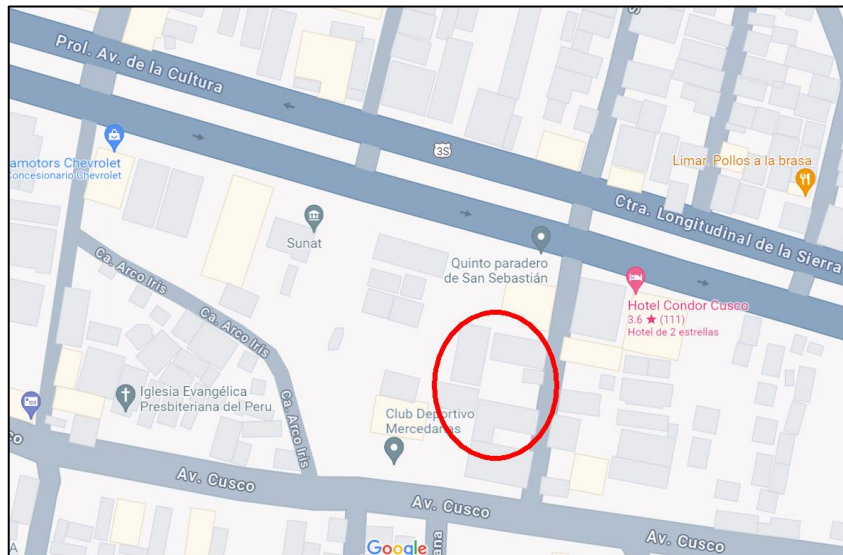 Prol. Av. de la Cultura
3S
amotors Chevrolet
Concesionario Chevrolet
Limar. Pollos a la brasa
Ctra. Longitudinal de la Sierra
Sunat
Quinto paradero
de San Sebastián
Ca. Arco Iris
Ca. Arco Iris
Ca. Arco Iris
Hotel Condor Cusco
3.6 ★ (111)
Hotel de 2 estrellas
Iglesia Evangélica
Presbiteriana del Peru
Club Deportivo
Mercedarias
Av. Cusco
Av. Cusco
Av. Cusco
ana
Google